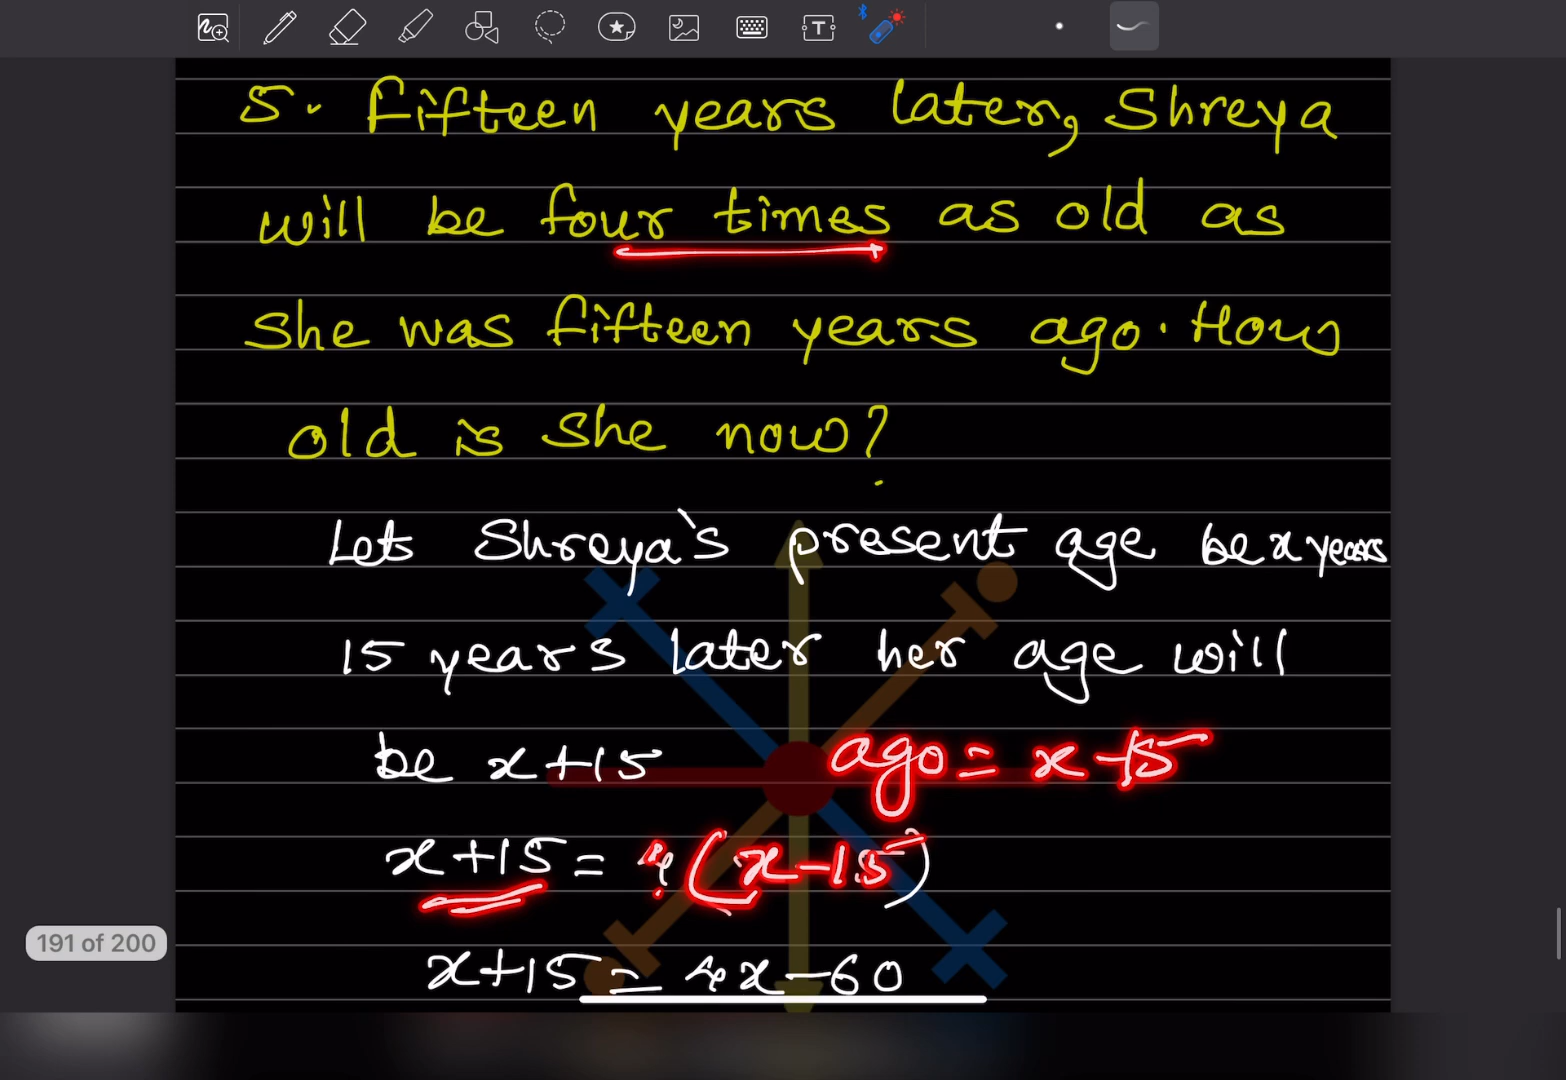 5. Fifteen years later, Shreya
will be four times as old as
she was fifteen years ago. How
old is she now?
Let Shreya's present age be x years
15 years later her age will
be x+15 ago = x-15
x+15 = 4(x-15)
x+15 = 4x-60
191 of 200